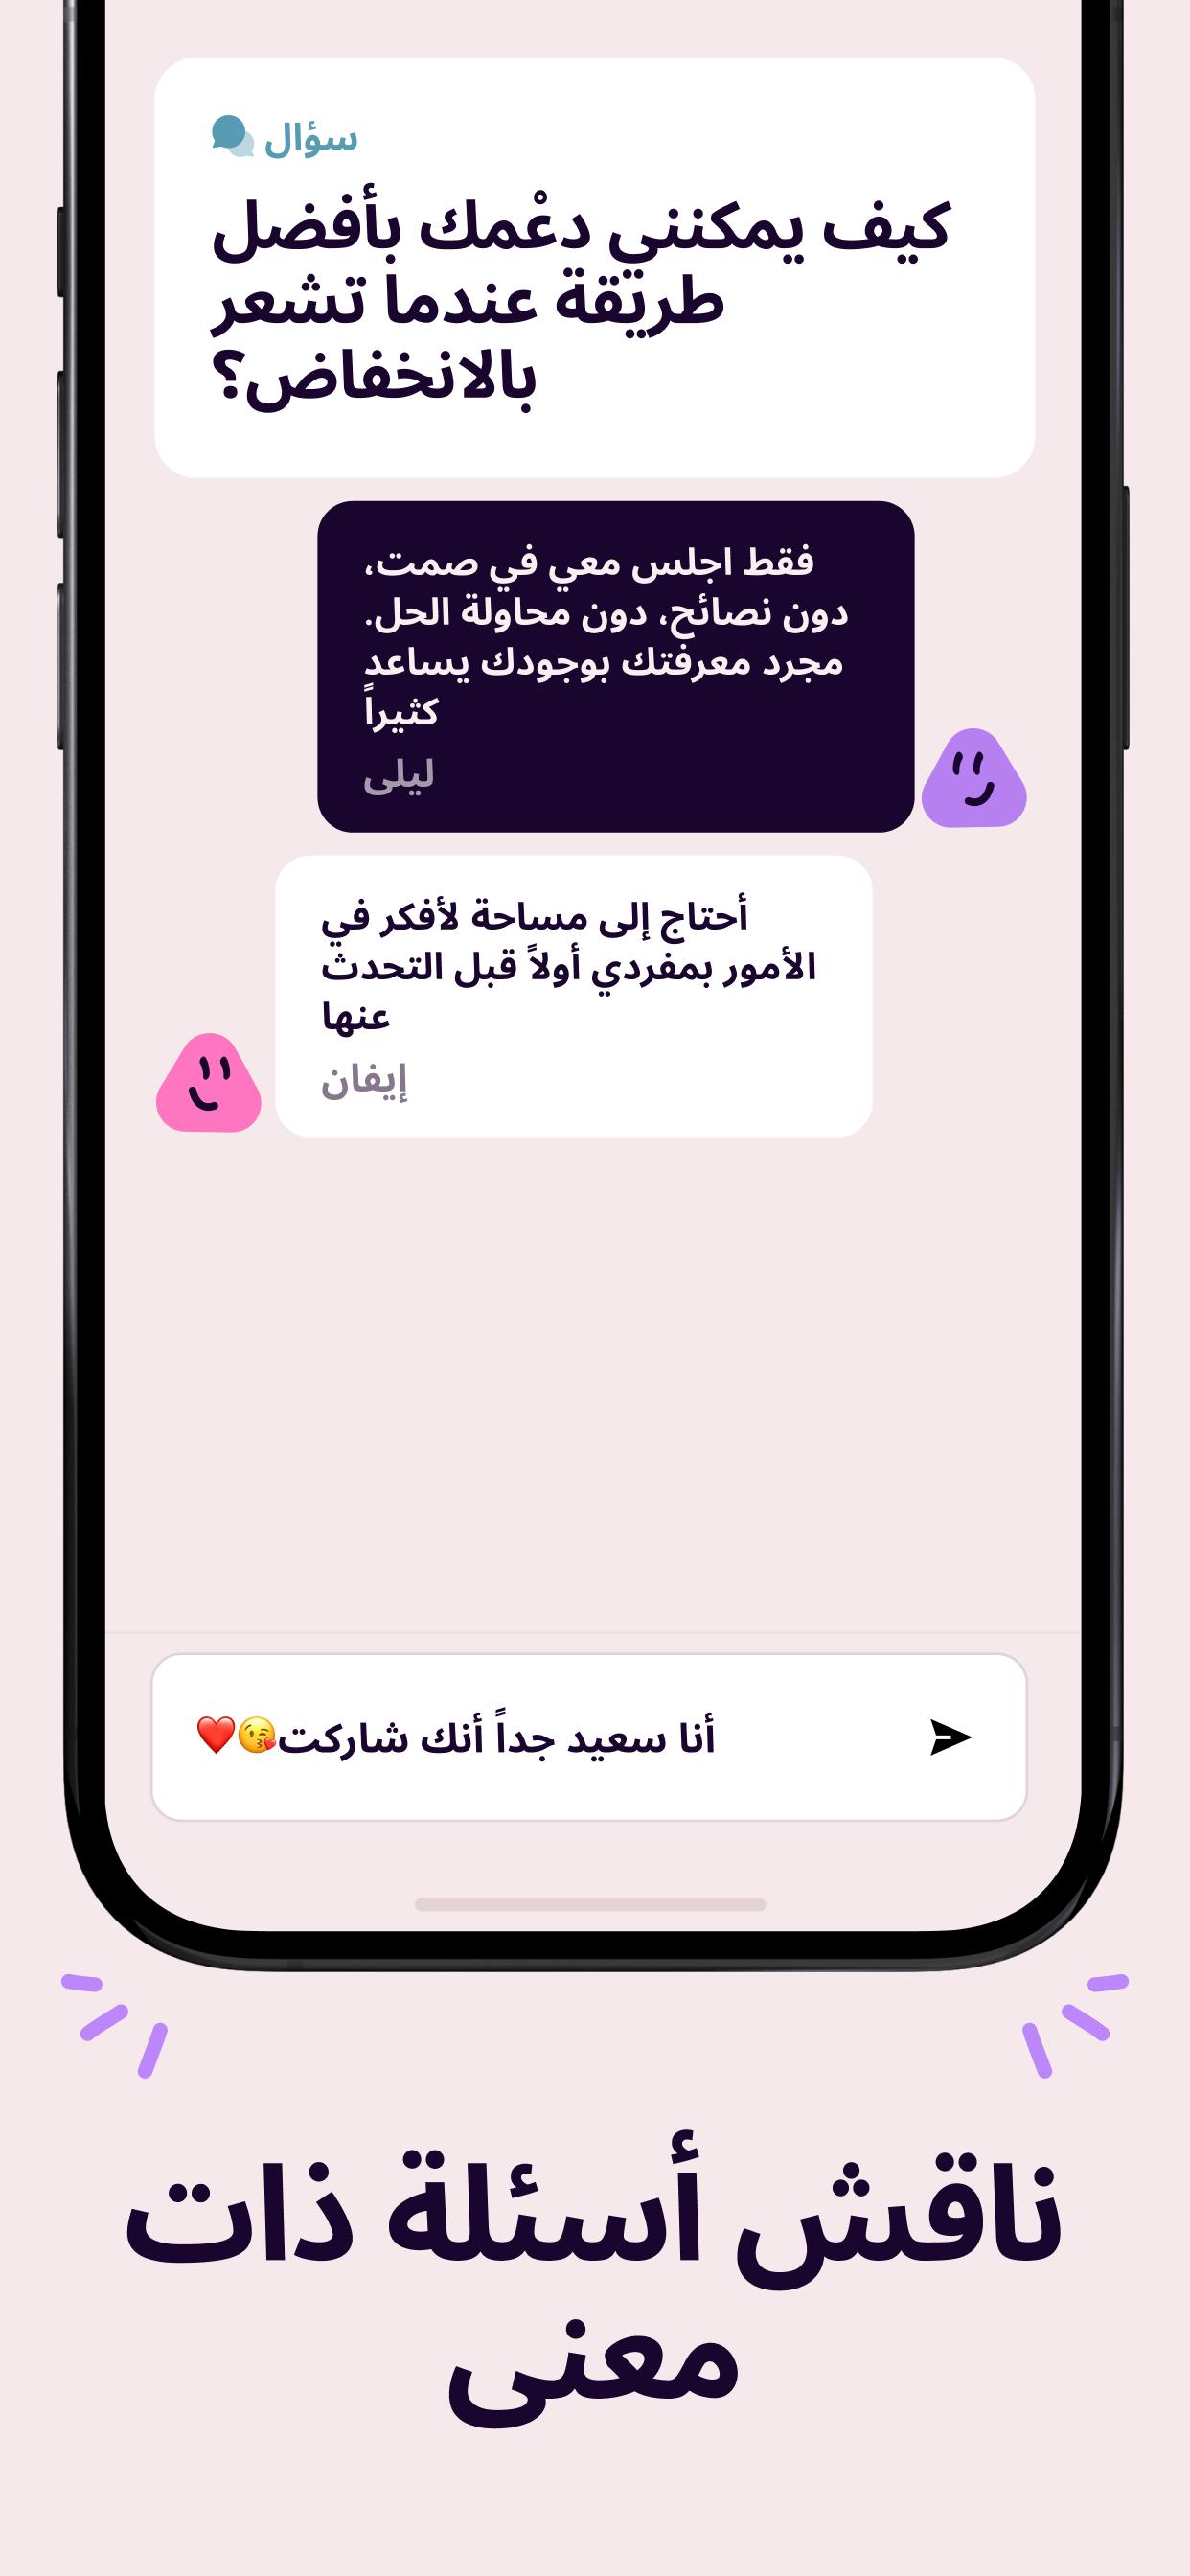 سؤال
كيف يمكنني دعْمك بأفضل
طريقة عندما تشعر
بالانخفاض؟
فقط اجلس معي في صمت،
دون نصائح، دون محاولة الحل.
مجرد معرفتك بوجودك يساعد
كثيراً
ليلى
أحتاج إلى مساحة لأفكر في
الأمور بمفردي أولاً قبل التحدث
عنها
إيفان
أنا سعيد جداً أنك شاركت😘❤️
ناقش أسئلة ذات
معنى